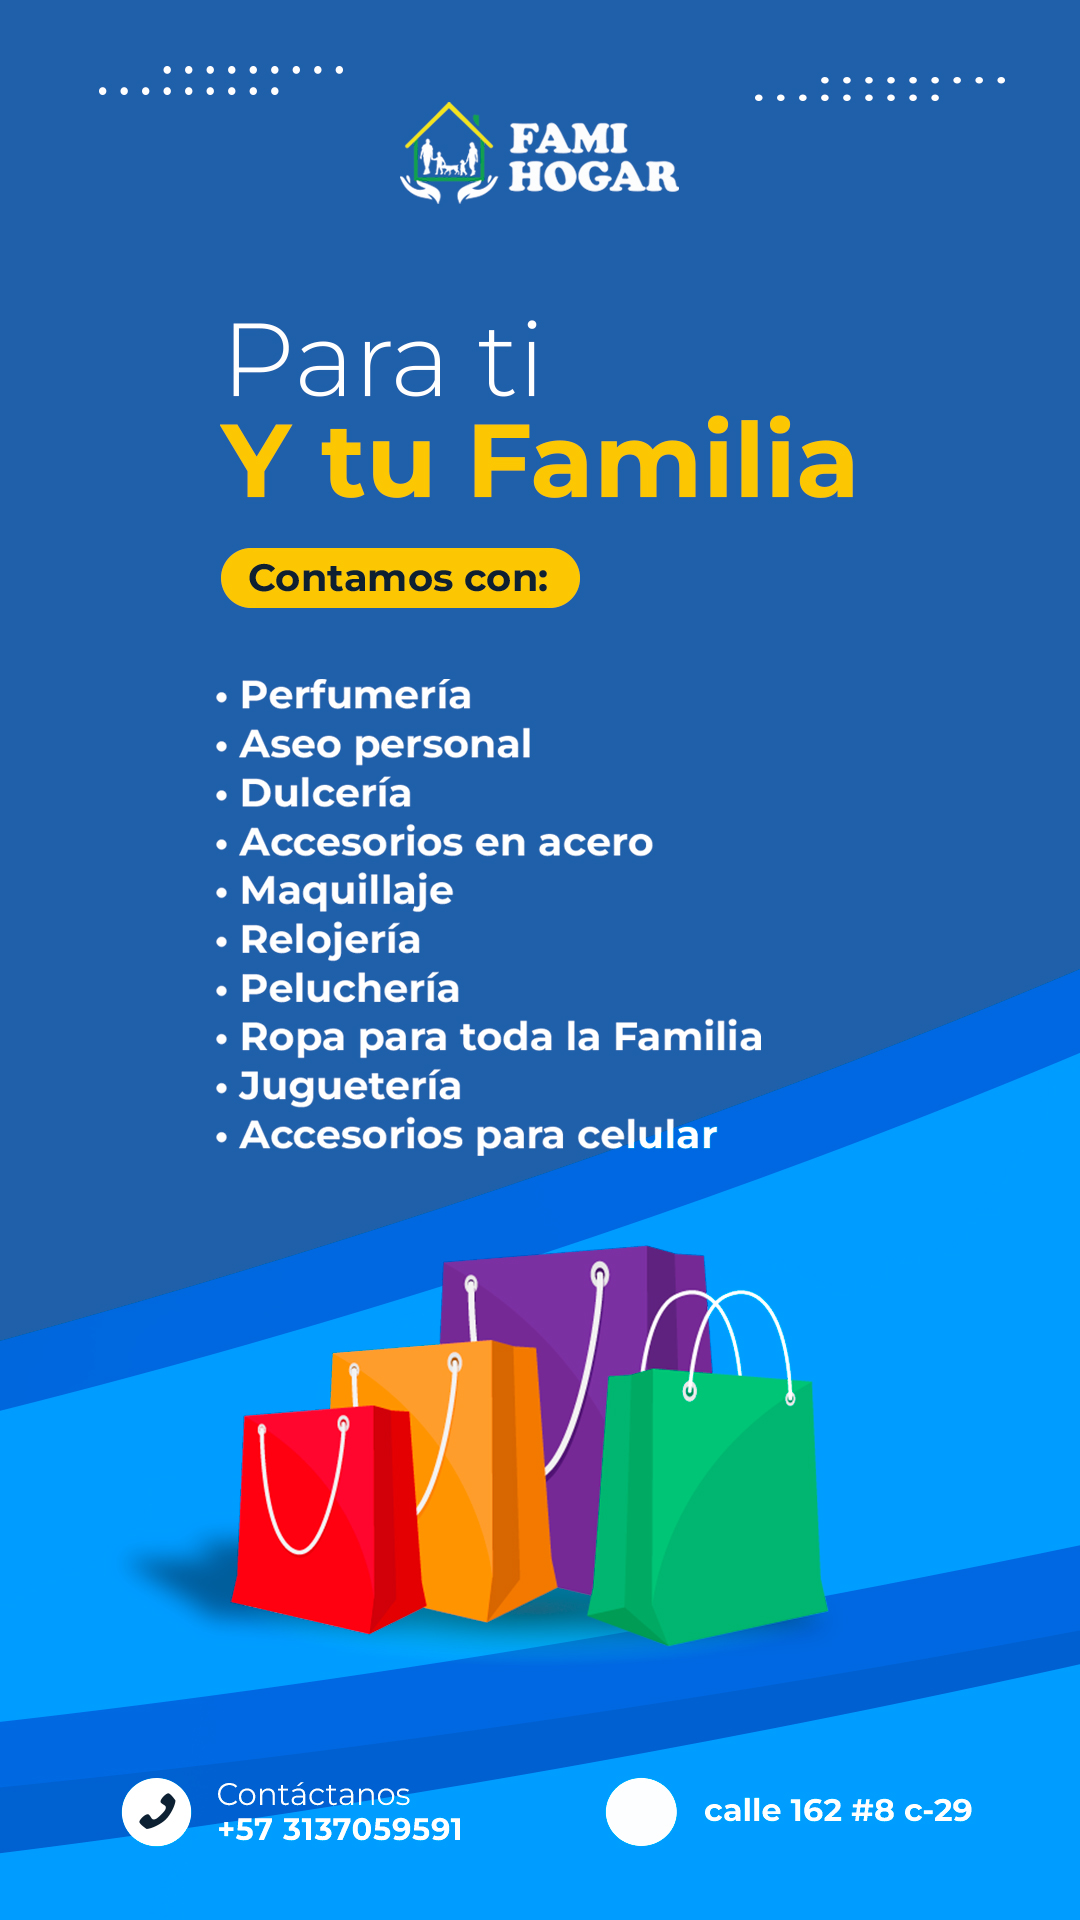 FAMI
HOGAR
Para ti
Y tu Familia
Contamos con:
• Perfumería
• Aseo personal
• Dulcería
• Accesorios en acero
• Maquillaje
• Relojería
• Peluchería
• Ropa para toda la Familia
• Juguetería
• Accesorios para celular
Contáctanos
+57 3137059591
calle 162 #8 c-29